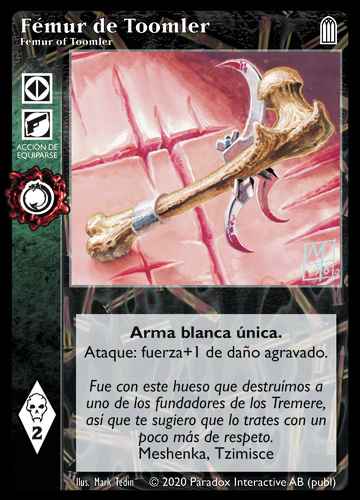 Fémur de Toomler
Femur of Toomler
ACCIÓN DE
EQUIPARSE
Arma blanca única.
Ataque: fuerza+1 de daño agravado.
Fue con este hueso que destruímos a
uno de los fundadores de los Tremere,
así que te sugiero que lo trates con un
poco más de respeto.
Meshenka, Tzimisce
2
Ilus. Mark Tedin © 2020 Paradox Interactive AB (publ)